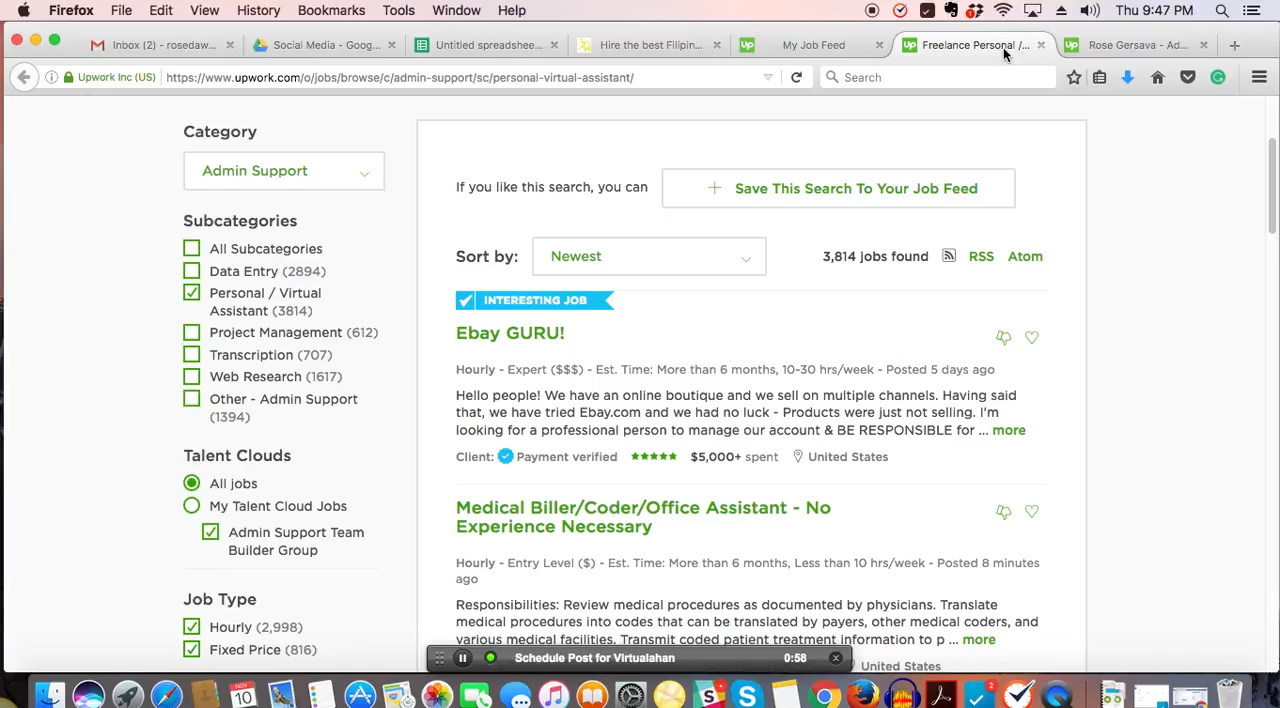 Firefox File Edit View History Bookmarks Tools Window Help Thu 9:47 PM
Inbox (2) - rosedaw... Social Media - Goog... Untitled spreadshee... Hire the best Filipin... Up My Job Feed Up Freelance Personal /... Up Rose Gersava - Ad...
Upwork Inc (US) https://www.upwork.com/o/jobs/browse/c/admin-support/sc/personal-virtual-assistant/ Search
Category
Admin Support
Subcategories
All Subcategories
Data Entry (2894)
Personal / Virtual
Assistant (3814)
Project Management (612)
Transcription (707)
Web Research (1617)
Other - Admin Support
(1394)
Talent Clouds
All jobs
My Talent Cloud Jobs
Admin Support Team
Builder Group
Job Type
Hourly (2,998)
Fixed Price (816)
If you like this search, you can
Save This Search To Your Job Feed
Sort by: Newest 3,814 jobs found RSS Atom
INTERESTING JOB
Ebay GURU!
Hourly - Expert ($$$) - Est. Time: More than 6 months, 10-30 hrs/week - Posted 5 days ago
Hello people! We have an online boutique and we sell on multiple channels. Having said
that, we have tried Ebay.com and we had no luck - Products were just not selling. I'm
looking for a professional person to manage our account & BE RESPONSIBLE for ... more
Client: Payment verified $5,000+ spent United States
Medical Biller/Coder/Office Assistant - No
Experience Necessary
Hourly - Entry Level ($) - Est. Time: More than 6 months, Less than 10 hrs/week - Posted 8 minutes
ago
Responsibilities: Review medical procedures as documented by physicians. Translate
medical procedures into codes that can be translated by payers, other medical coders, and
various medical facilities. Transmit coded patient treatment information to p ... more
Schedule Post for Virtualahan 0:58
United States
NOV
10
2